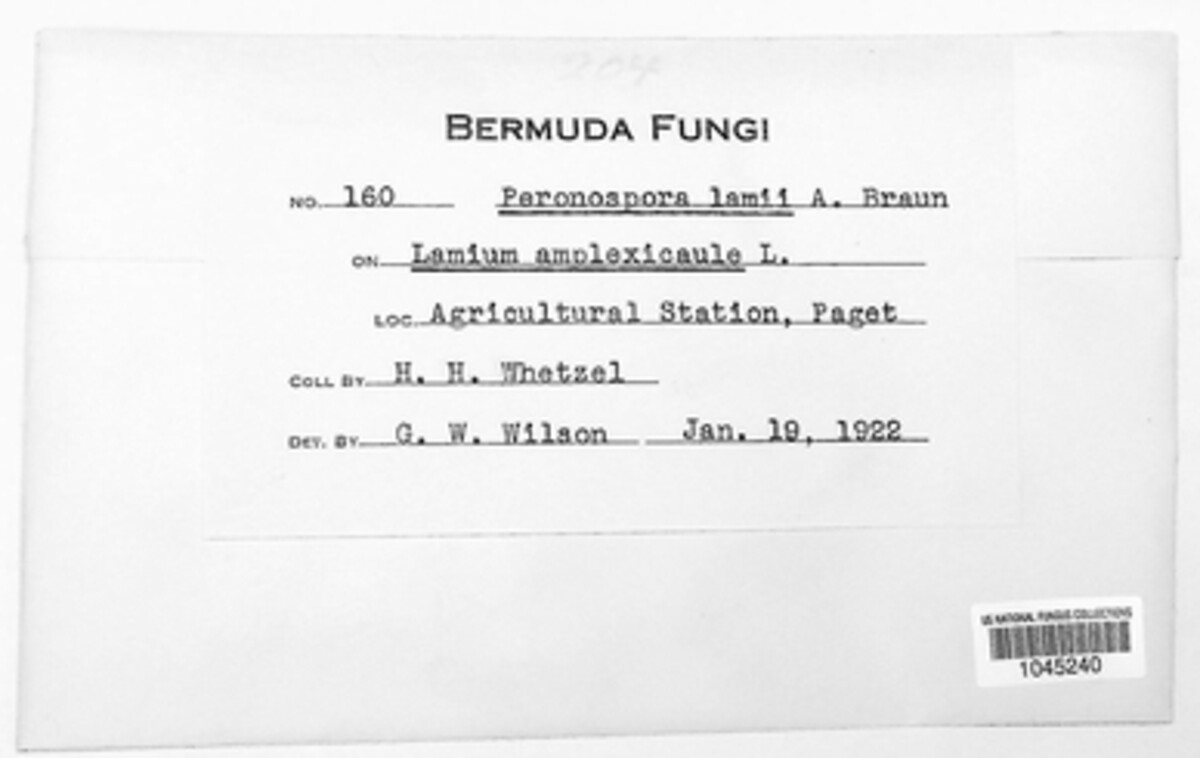 204
BERMUDA FUNGI
NO. 160 Peronospora lamii A. Braun
ON Lamium amplexicaule L.
LOC. Agricultural Station, Paget
COLL BY H. H. Whetzel
DET. BY G. W. Wilson Jan. 19, 1922
US NATIONAL FUNGUS COLLECTIONS
1045240